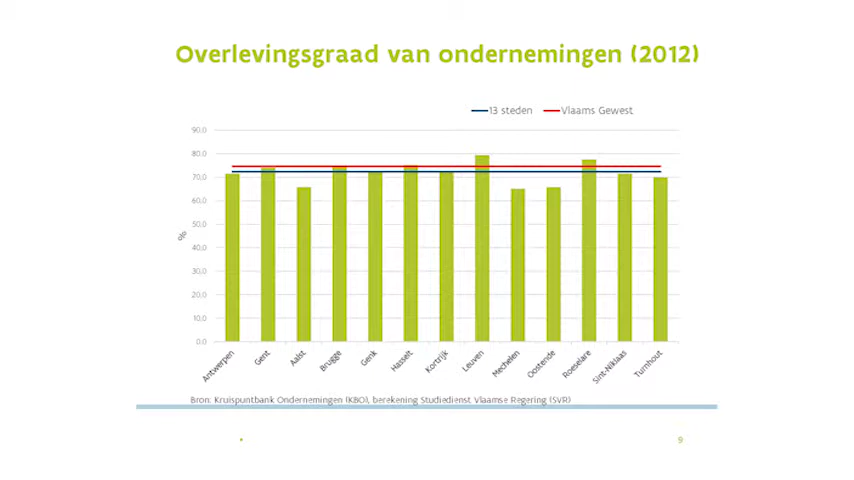 Overlevingsgraad van ondernemingen (2012)
13 steden
Vlaams Gewest
90.0
80.0
70.0
60.0
50.0
40.0
30.0
20.0
10.0
0.0
%
Antwerpen
Gent
Aalst
Brugge
Genk
Hasselt
Kortrijk
Leuven
Mechelen
Oostende
Roeselare
Sint-Niklaas
Turnhout
Bron: Kruispuntbank Ondernemingen (KBO), berekening Studiedienst Vlaamse Regering (SVR)
• 9